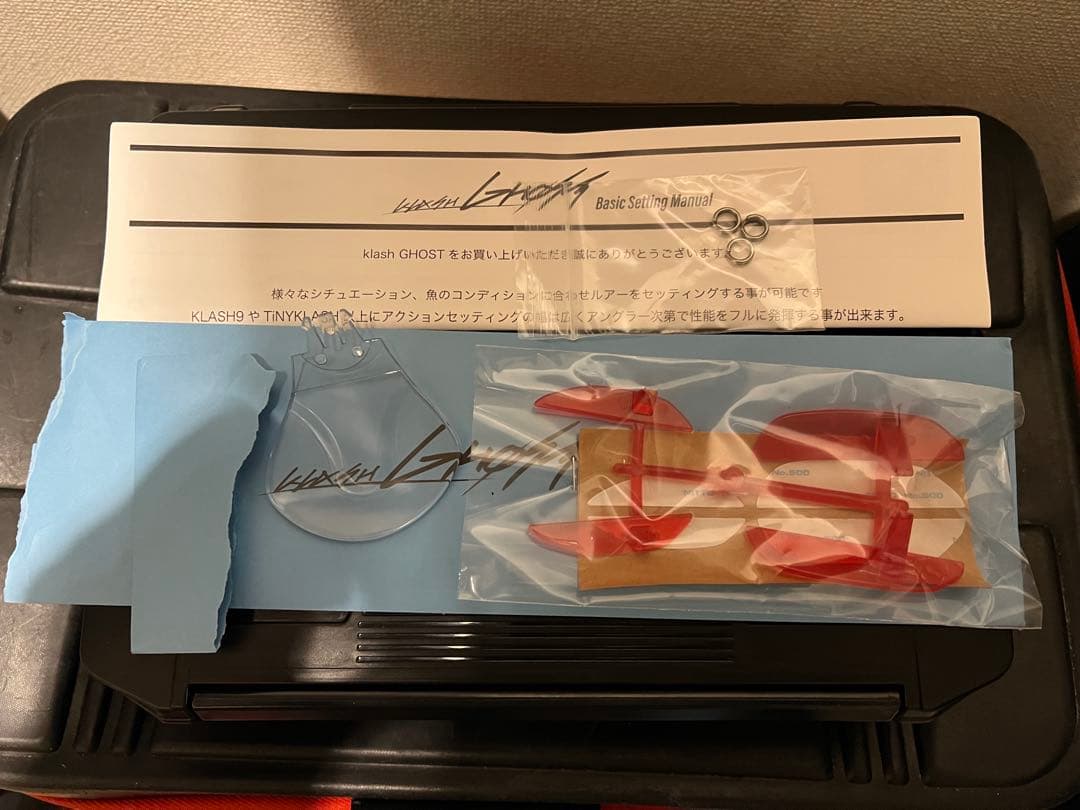 KLASH GHOST Basic Setting Manual
klash GHOST をお買い上げいただき誠にありがとうございます。
様々なシチュエーション、魚のコンディションに合わせルアーをセッティングする事が可能です
KLASH9 や TiNYKLASH 以上にアクションセッティングの幅は広くアングラー次第で性能をフルに発揮する事が出来ます。
KLASH GHOST
No.500
NITTO
No.500